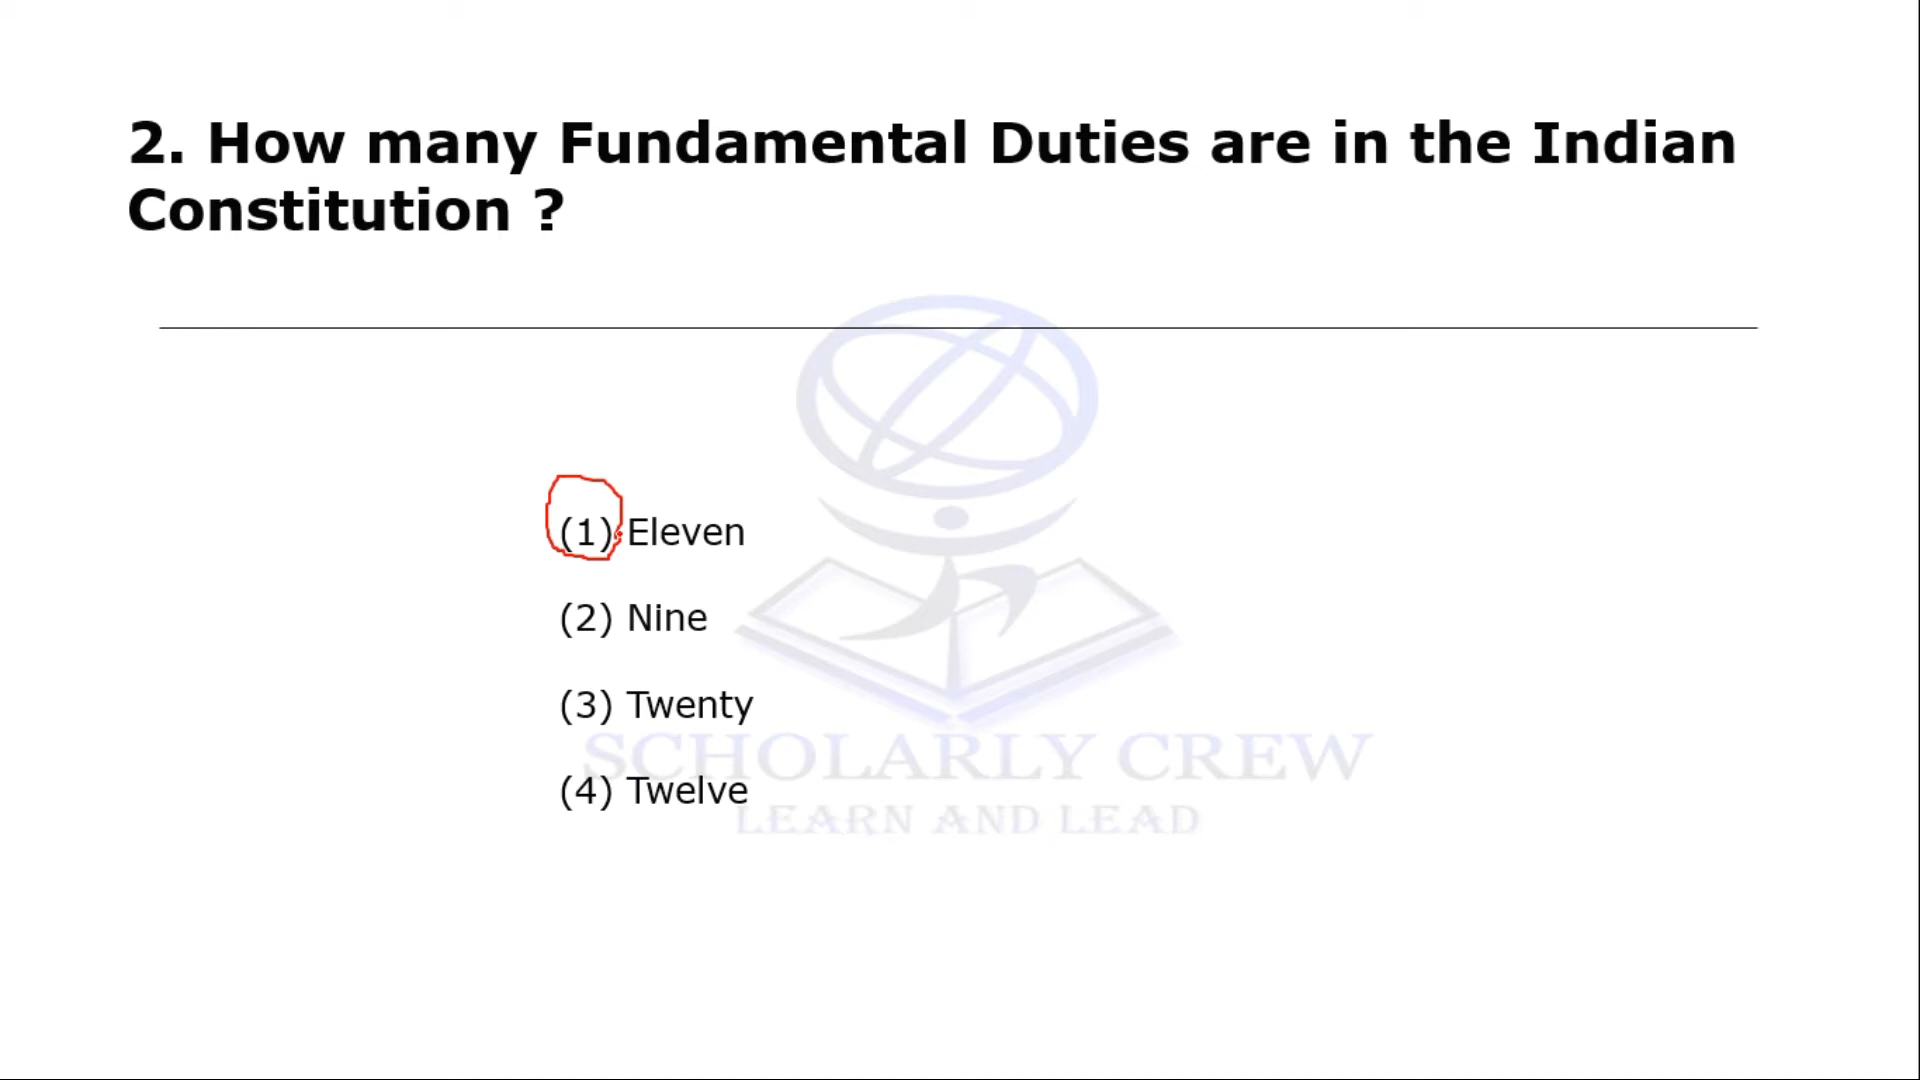 2. How many Fundamental Duties are in the Indian
Constitution ?
(1) Eleven
(2) Nine
(3) Twenty
SCHOLARLY CREW
(4) Twelve
LEARN AND LEAD